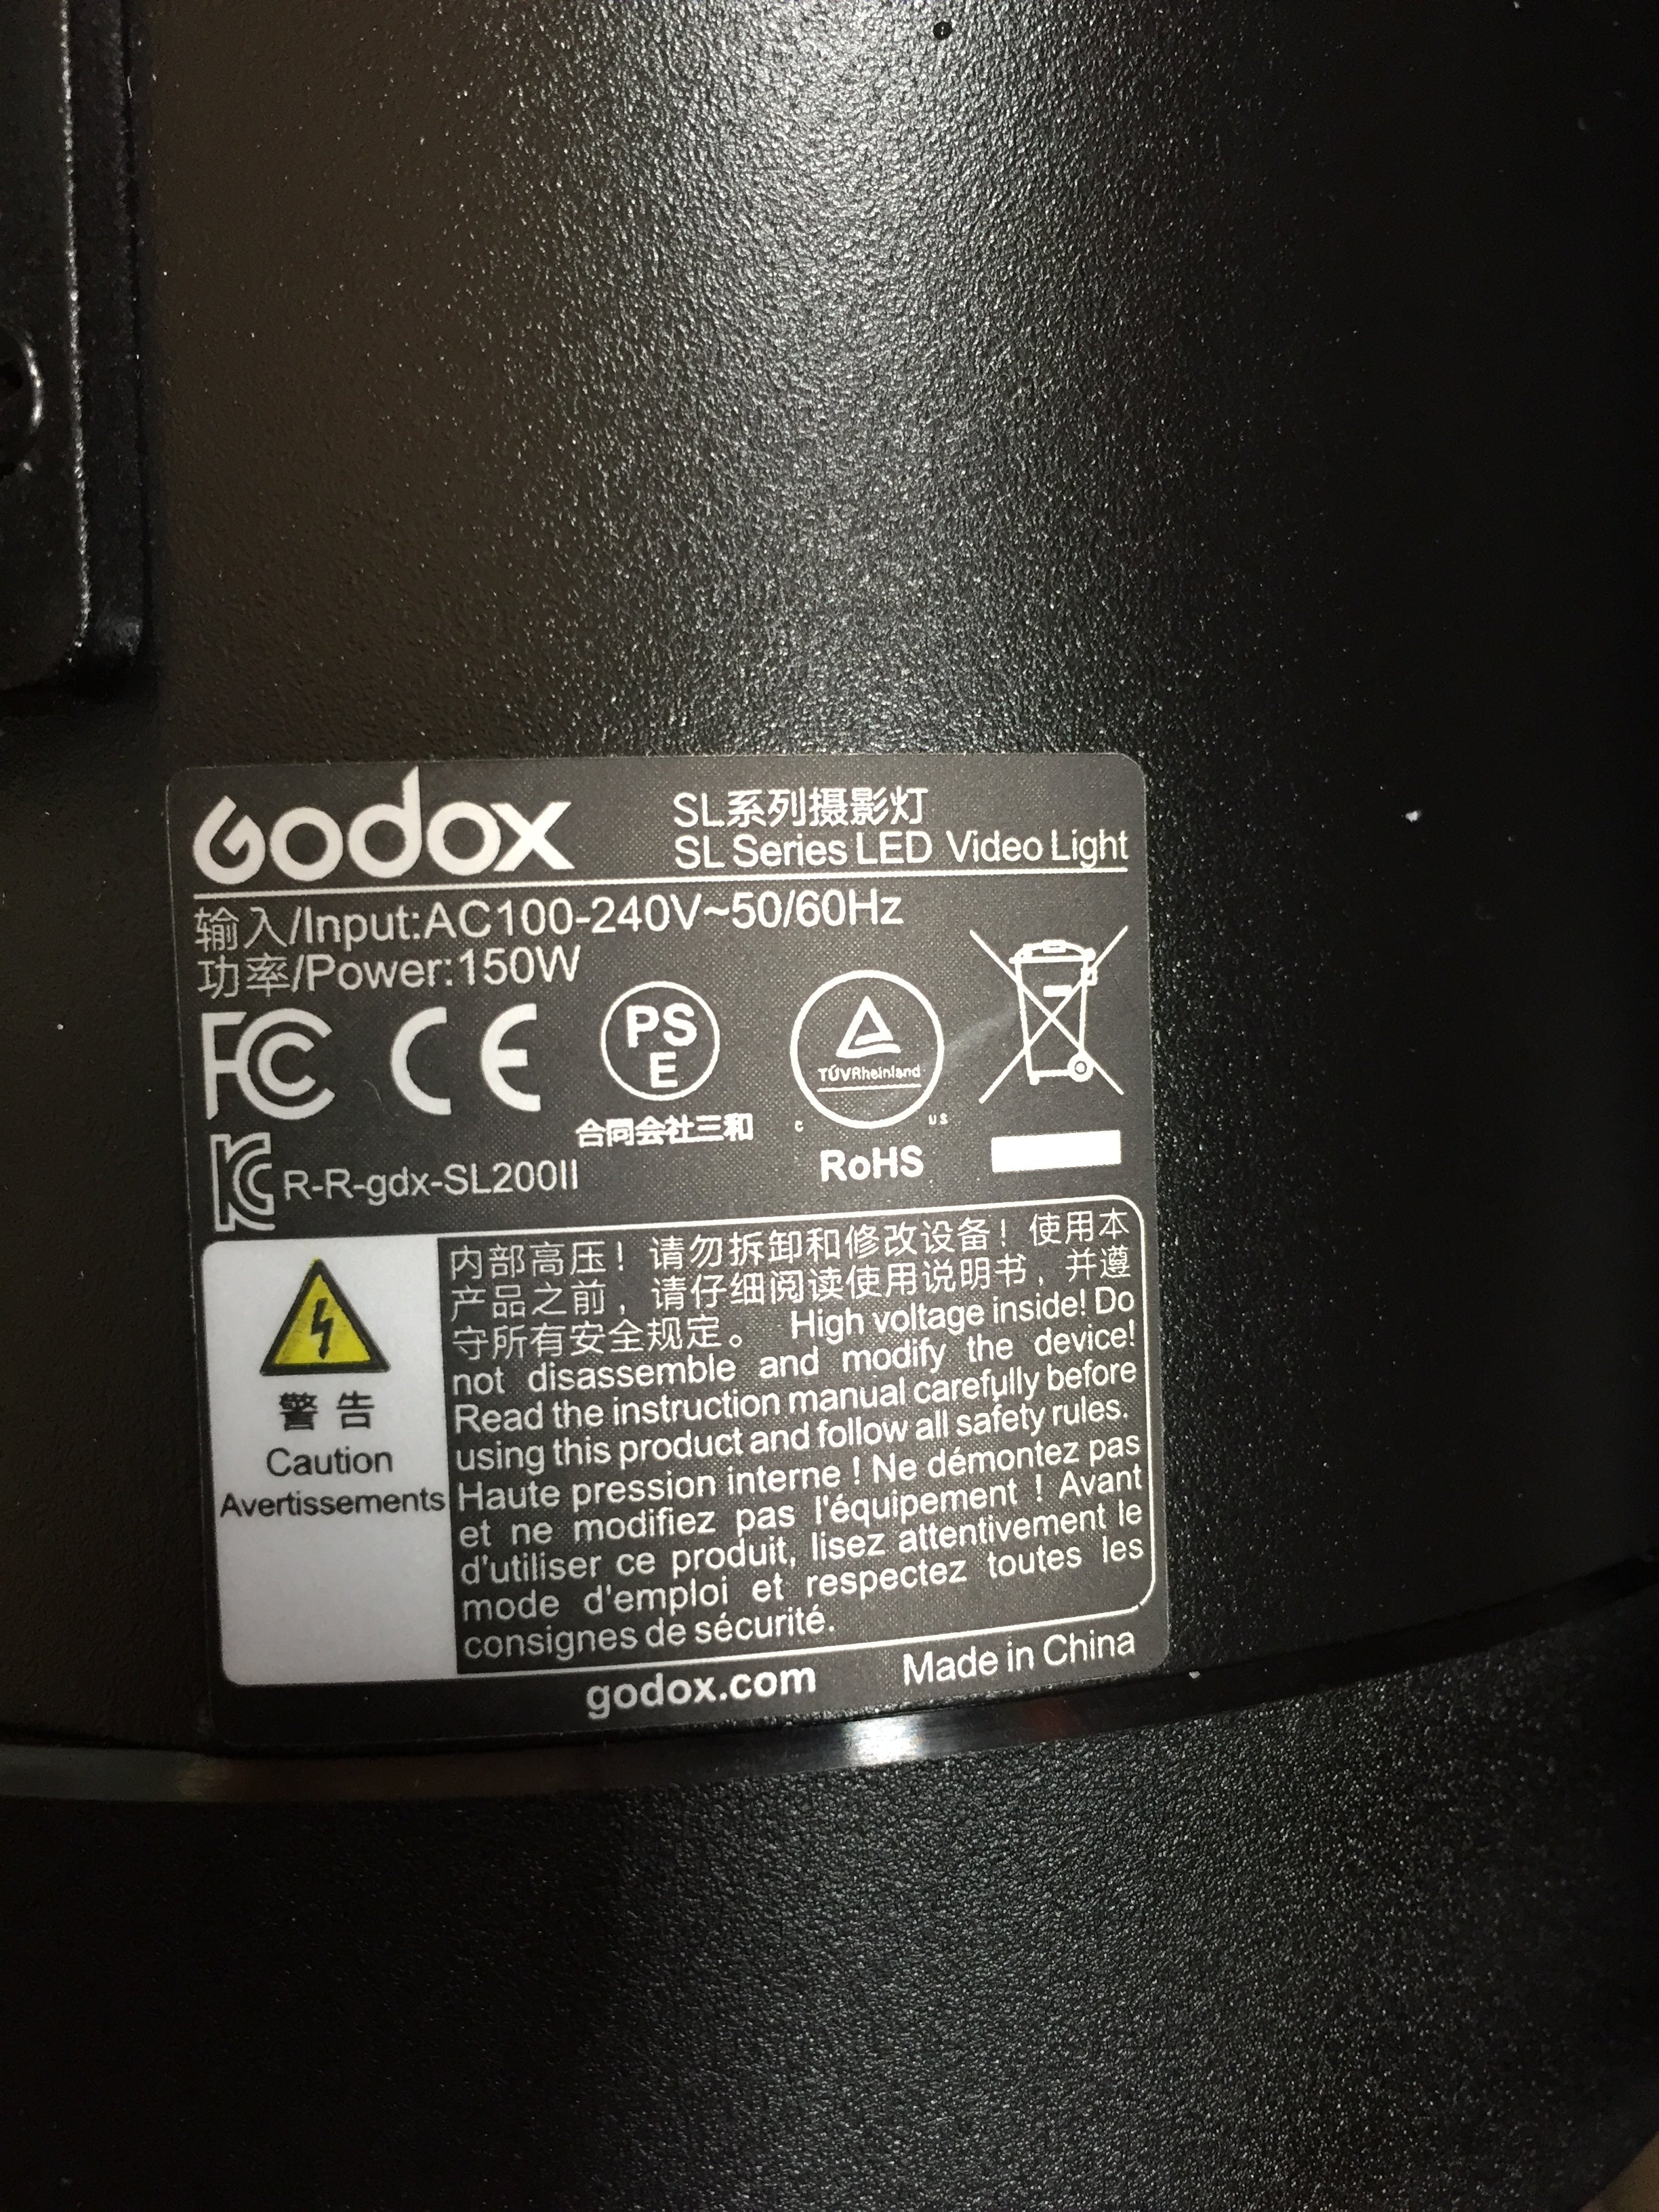 Godox
SL系列摄影灯
SL Series LED Video Light
输入/Input:AC100-240V~50/60Hz
功率/Power:150W
FC CE
PS
E
合同会社三和
TÜVRheinland
c us
RoHS
KC R-R-gdx-SL200II
警告
Caution
Avertissements
内部高压！请勿拆卸和修改设备！使用本
产品之前，请仔细阅读使用说明书，并遵
守所有安全规定。 High voltage inside! Do
not disassemble and modify the device!
Read the instruction manual carefully before
using this product and follow all safety rules.
Haute pression interne ! Ne démontez pas
et ne modifiez pas l'équipement ! Avant
d'utiliser ce produit, lisez attentivement le
mode d'emploi et respectez toutes les
consignes de sécurité.
godox.com Made in China